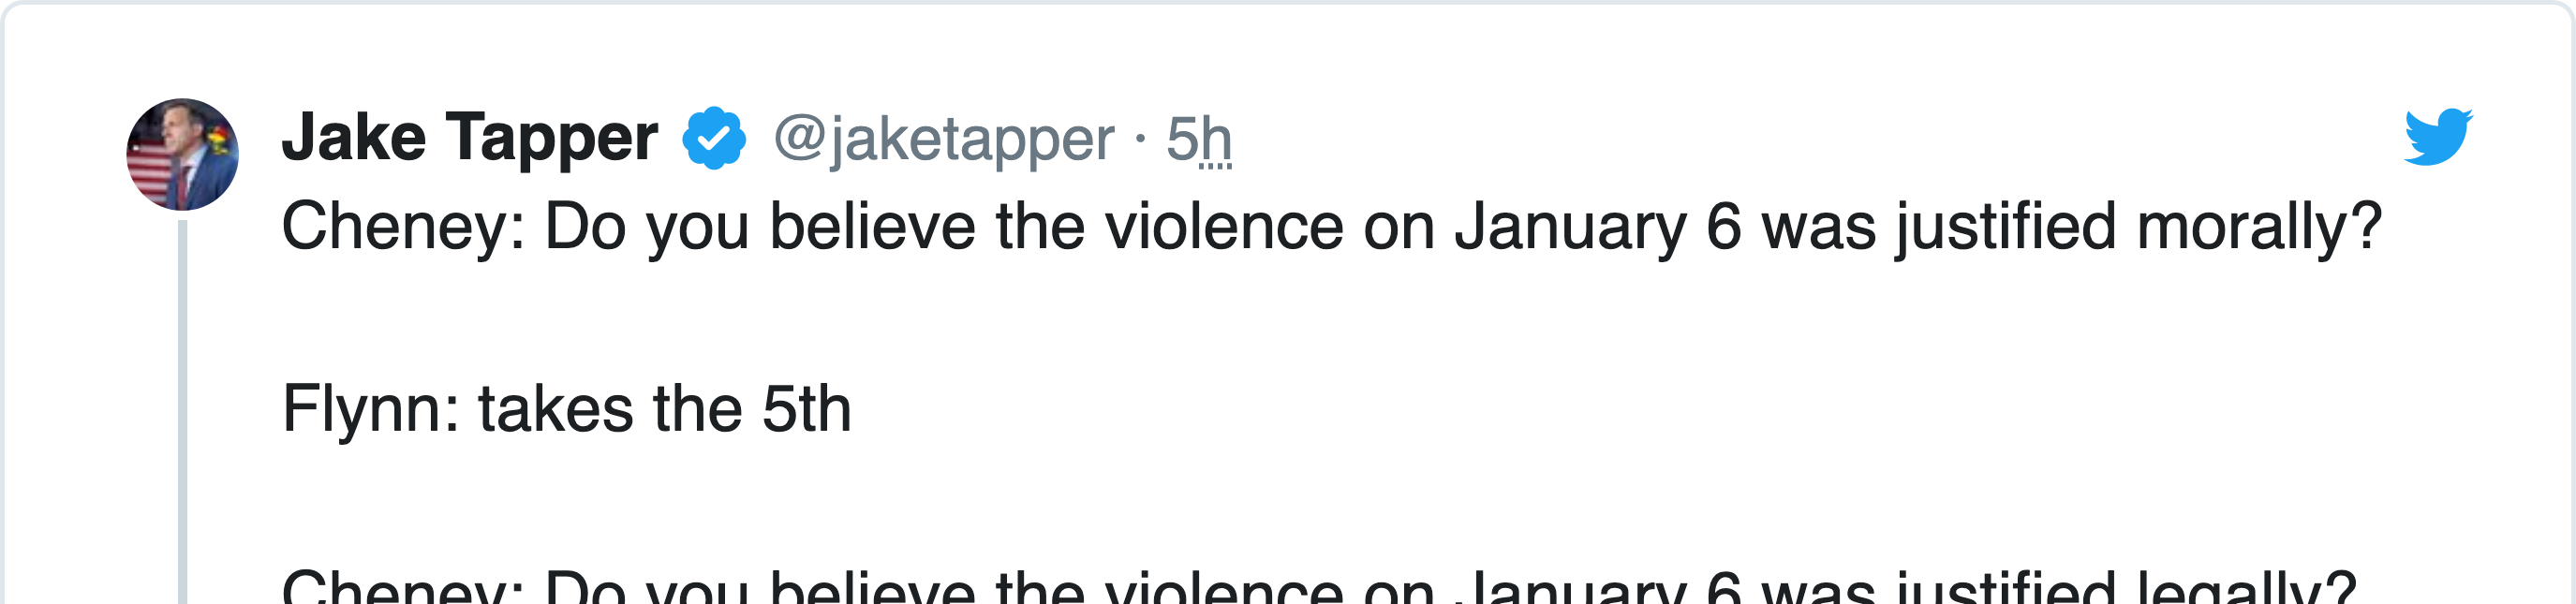 Jake Tapper @jaketapper · 5h
Cheney: Do you believe the violence on January 6 was justified morally?
Flynn: takes the 5th
Cheney: Do you believe the violence on January 6 was justified legally?